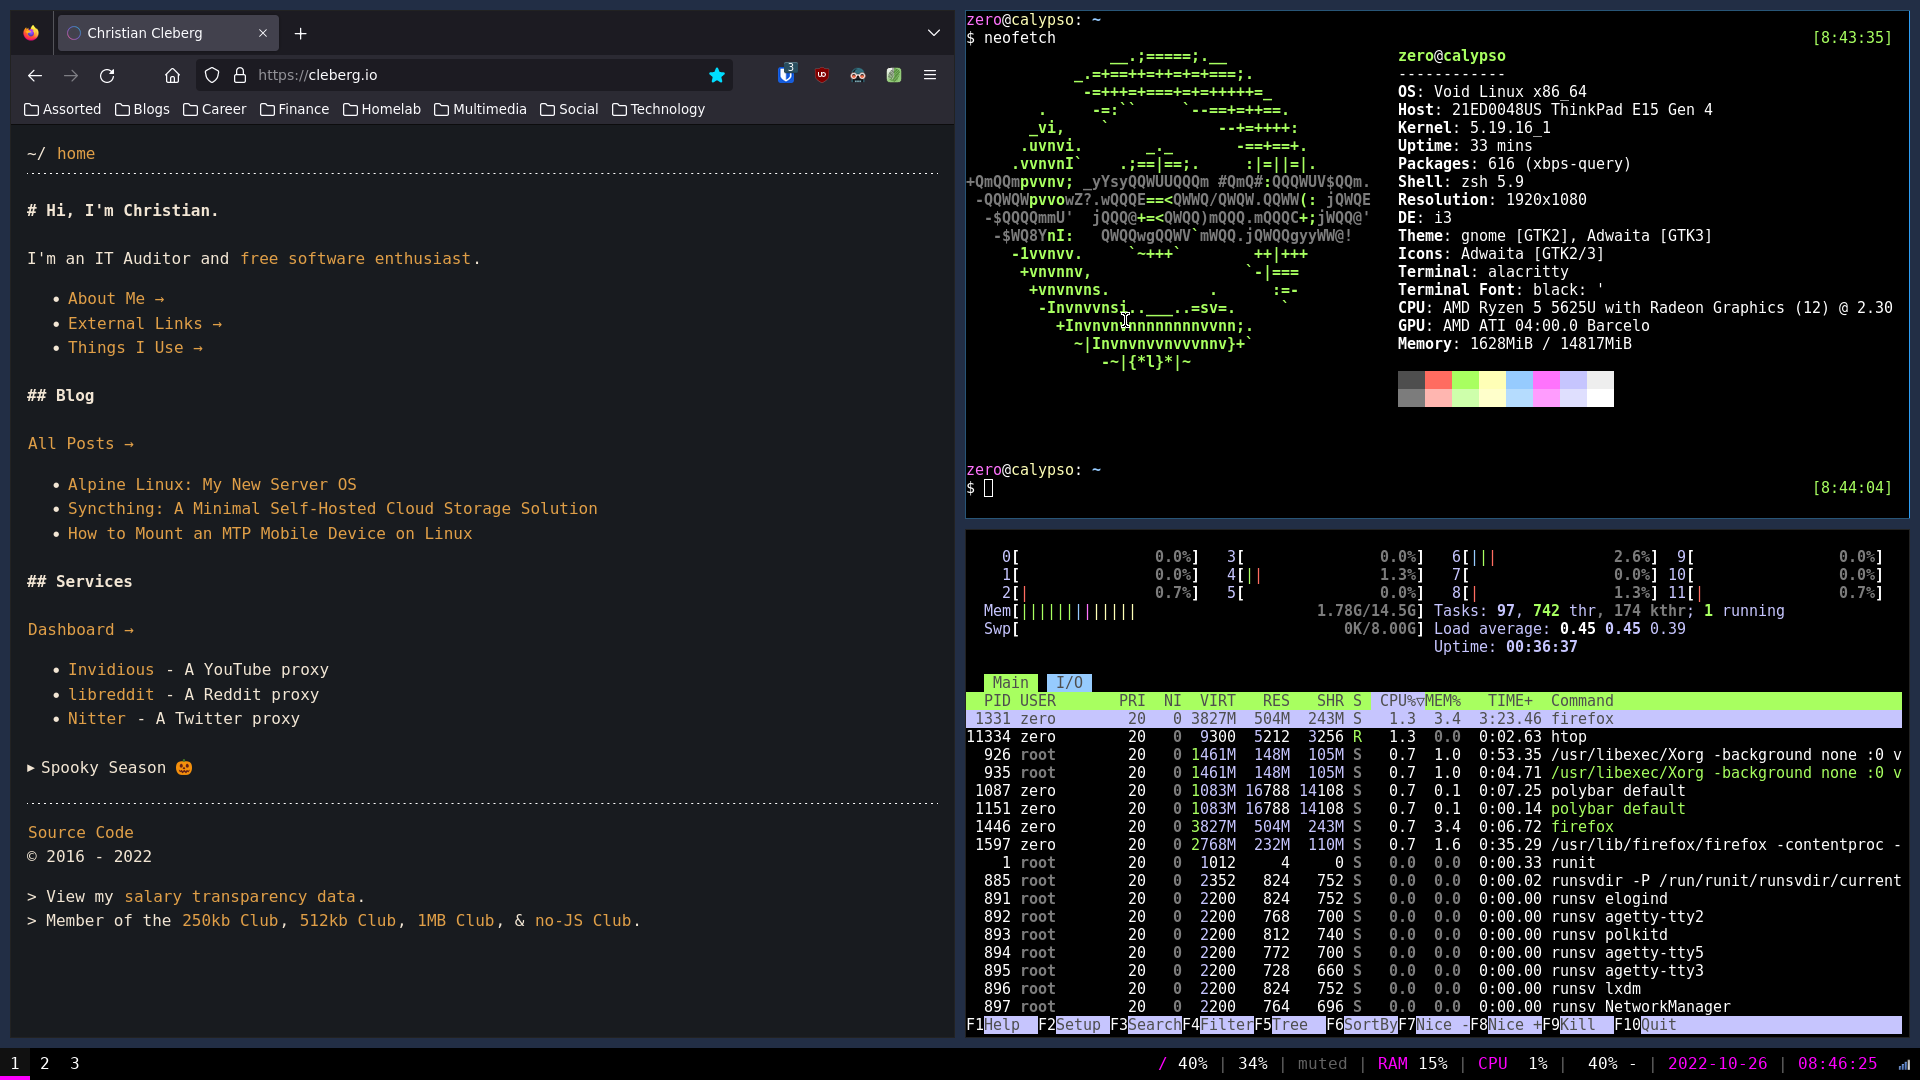 Christian Cleberg
https://cleberg.io
3
Assorted Blogs Career Finance Homelab Multimedia Social Technology
~/ home
# Hi, I'm Christian.
I'm an IT Auditor and free software enthusiast.
• About Me →
• External Links →
• Things I Use →
## Blog
All Posts →
• Alpine Linux: My New Server OS
• Syncthing: A Minimal Self-Hosted Cloud Storage Solution
• How to Mount an MTP Mobile Device on Linux
## Services
Dashboard →
• Invidious - A YouTube proxy
• libreddit - A Reddit proxy
• Nitter - A Twitter proxy
▸ Spooky Season 🎃
Source Code
© 2016 - 2022
> View my salary transparency data.
> Member of the 250kb Club, 512kb Club, 1MB Club, & no-JS Club.
zero@calypso: ~
$ neofetch [8:43:35]
zero@calypso
------------
OS: Void Linux x86_64
Host: 21ED0048US ThinkPad E15 Gen 4
Kernel: 5.19.16_1
Uptime: 33 mins
Packages: 616 (xbps-query)
Shell: zsh 5.9
Resolution: 1920x1080
DE: i3
Theme: gnome [GTK2], Adwaita [GTK3]
Icons: Adwaita [GTK2/3]
Terminal: alacritty
Terminal Font: black: '
CPU: AMD Ryzen 5 5625U with Radeon Graphics (12) @ 2.30
GPU: AMD ATI 04:00.0 Barcelo
Memory: 1628MiB / 14817MiB
zero@calypso: ~
$ [8:44:04]
0[ 0.0%] 3[ 0.0%] 6[||| 2.6%] 9[ 0.0%]
1[ 0.0%] 4[|| 1.3%] 7[ 0.0%] 10[ 0.0%]
2[| 0.7%] 5[ 0.0%] 8[| 1.3%] 11[| 0.7%]
Mem[||||||||||||| 1.78G/14.5G] Tasks: 97, 742 thr, 174 kthr; 1 running
Swp[ 0K/8.00G] Load average: 0.45 0.45 0.39
Uptime: 00:36:37
Main I/O
PID USER PRI NI VIRT RES SHR S CPU%▽MEM% TIME+ Command
1331 zero 20 0 3827M 504M 243M S 1.3 3.4 3:23.46 firefox
11334 zero 20 0 9300 5212 3256 R 1.3 0.0 0:02.63 htop
926 root 20 0 1461M 148M 105M S 0.7 1.0 0:53.35 /usr/libexec/Xorg -background none :0 v
935 root 20 0 1461M 148M 105M S 0.7 1.0 0:04.71 /usr/libexec/Xorg -background none :0 v
1087 zero 20 0 1083M 16788 14108 S 0.7 0.1 0:07.25 polybar default
1151 zero 20 0 1083M 16788 14108 S 0.7 0.1 0:00.14 polybar default
1446 zero 20 0 3827M 504M 243M S 0.7 3.4 0:06.72 firefox
1597 zero 20 0 2768M 232M 110M S 0.7 1.6 0:35.29 /usr/lib/firefox/firefox -contentproc -
1 root 20 0 1012 4 0 S 0.0 0.0 0:00.33 runit
885 root 20 0 2352 824 752 S 0.0 0.0 0:00.02 runsvdir -P /run/runit/runsvdir/current
891 root 20 0 2200 824 752 S 0.0 0.0 0:00.00 runsv elogind
892 root 20 0 2200 768 700 S 0.0 0.0 0:00.00 runsv agetty-tty2
893 root 20 0 2200 812 740 S 0.0 0.0 0:00.00 runsv polkitd
894 root 20 0 2200 772 700 S 0.0 0.0 0:00.00 runsv agetty-tty5
895 root 20 0 2200 728 660 S 0.0 0.0 0:00.00 runsv agetty-tty3
896 root 20 0 2200 824 752 S 0.0 0.0 0:00.00 runsv lxdm
897 root 20 0 2200 764 696 S 0.0 0.0 0:00.00 runsv NetworkManager
F1Help F2Setup F3SearchF4FilterF5Tree F6SortByF7Nice -F8Nice +F9Kill F10Quit
1 2 3 / 40% | 34% | muted | RAM 15% | CPU 1% | 40% - | 2022-10-26 | 08:46:25